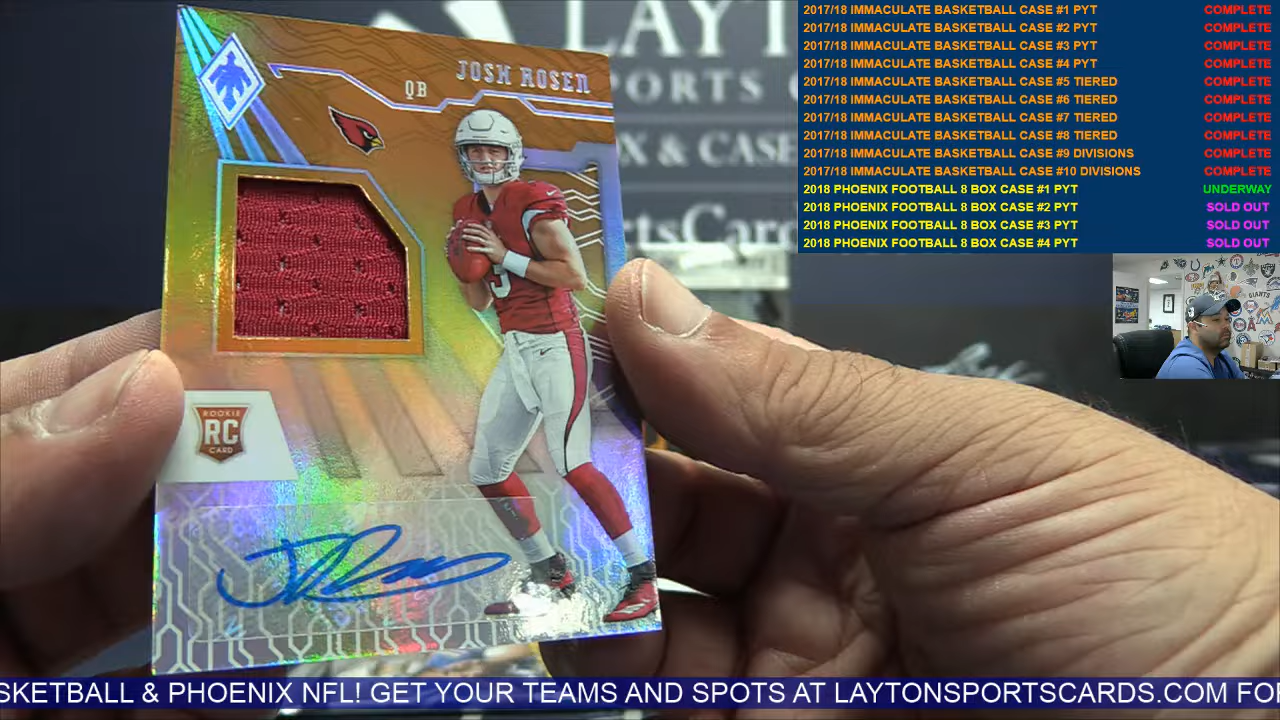 JOSH ROSEN
QB
ROOKIE
RC
CARD
3
LAYT
PORTS C
X & CASE
rtsCar
2017/18 IMMACULATE BASKETBALL CASE #1 PYT COMPLETE
2017/18 IMMACULATE BASKETBALL CASE #2 PYT COMPLETE
2017/18 IMMACULATE BASKETBALL CASE #3 PYT COMPLETE
2017/18 IMMACULATE BASKETBALL CASE #4 PYT COMPLETE
2017/18 IMMACULATE BASKETBALL CASE #5 TIERED COMPLETE
2017/18 IMMACULATE BASKETBALL CASE #6 TIERED COMPLETE
2017/18 IMMACULATE BASKETBALL CASE #7 TIERED COMPLETE
2017/18 IMMACULATE BASKETBALL CASE #8 TIERED COMPLETE
2017/18 IMMACULATE BASKETBALL CASE #9 DIVISIONS COMPLETE
2017/18 IMMACULATE BASKETBALL CASE #10 DIVISIONS COMPLETE
2018 PHOENIX FOOTBALL 8 BOX CASE #1 PYT UNDERWAY
2018 PHOENIX FOOTBALL 8 BOX CASE #2 PYT SOLD OUT
2018 PHOENIX FOOTBALL 8 BOX CASE #3 PYT SOLD OUT
2018 PHOENIX FOOTBALL 8 BOX CASE #4 PYT SOLD OUT
GIANTS
SKETBALL & PHOENIX NFL! GET YOUR TEAMS AND SPOTS AT LAYTONSPORTSCARDS.COM FO